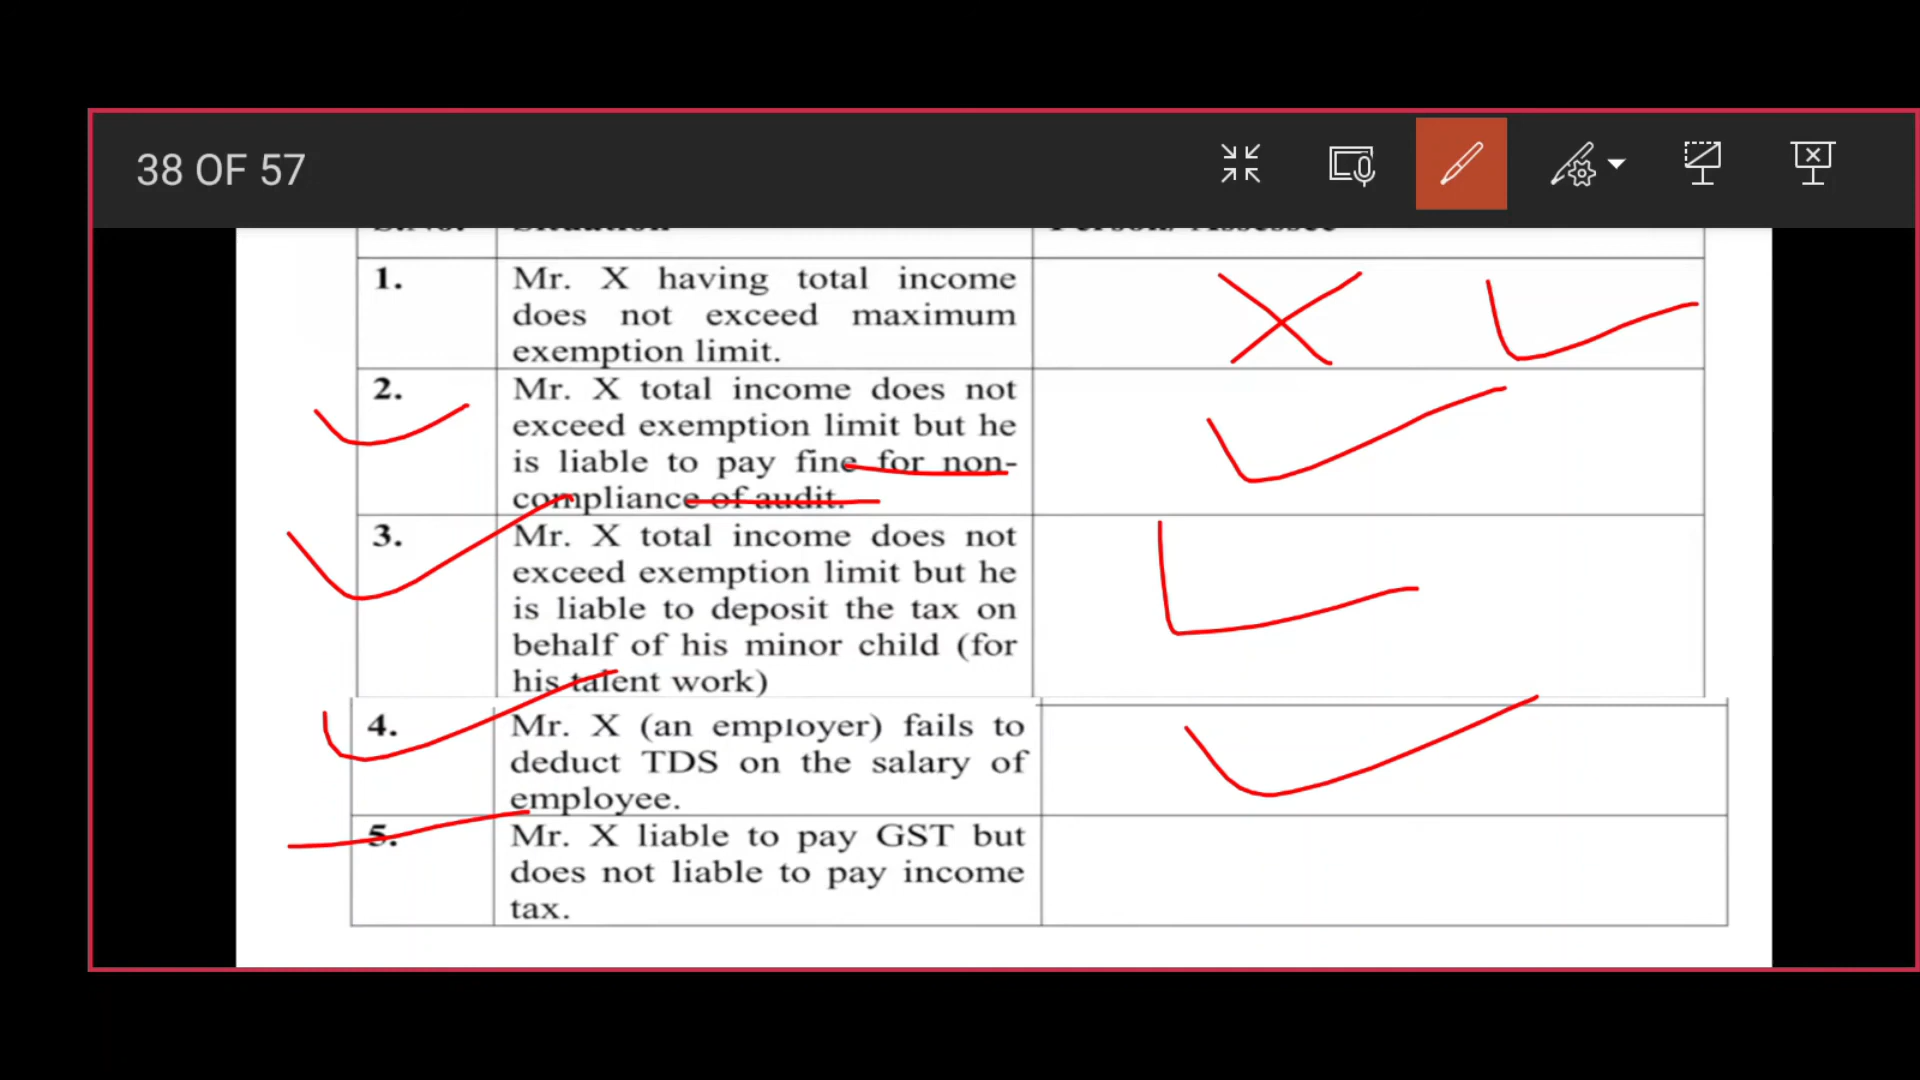 38 OF 57
S.No. Situation Person/ Assessee
1. Mr. X having total income
does not exceed maximum
exemption limit.
2. Mr. X total income does not
exceed exemption limit but he
is liable to pay fine for non-
compliance of audit.
3. Mr. X total income does not
exceed exemption limit but he
is liable to deposit the tax on
behalf of his minor child (for
his talent work)
4. Mr. X (an employer) fails to
deduct TDS on the salary of
employee.
5. Mr. X liable to pay GST but
does not liable to pay income
tax.